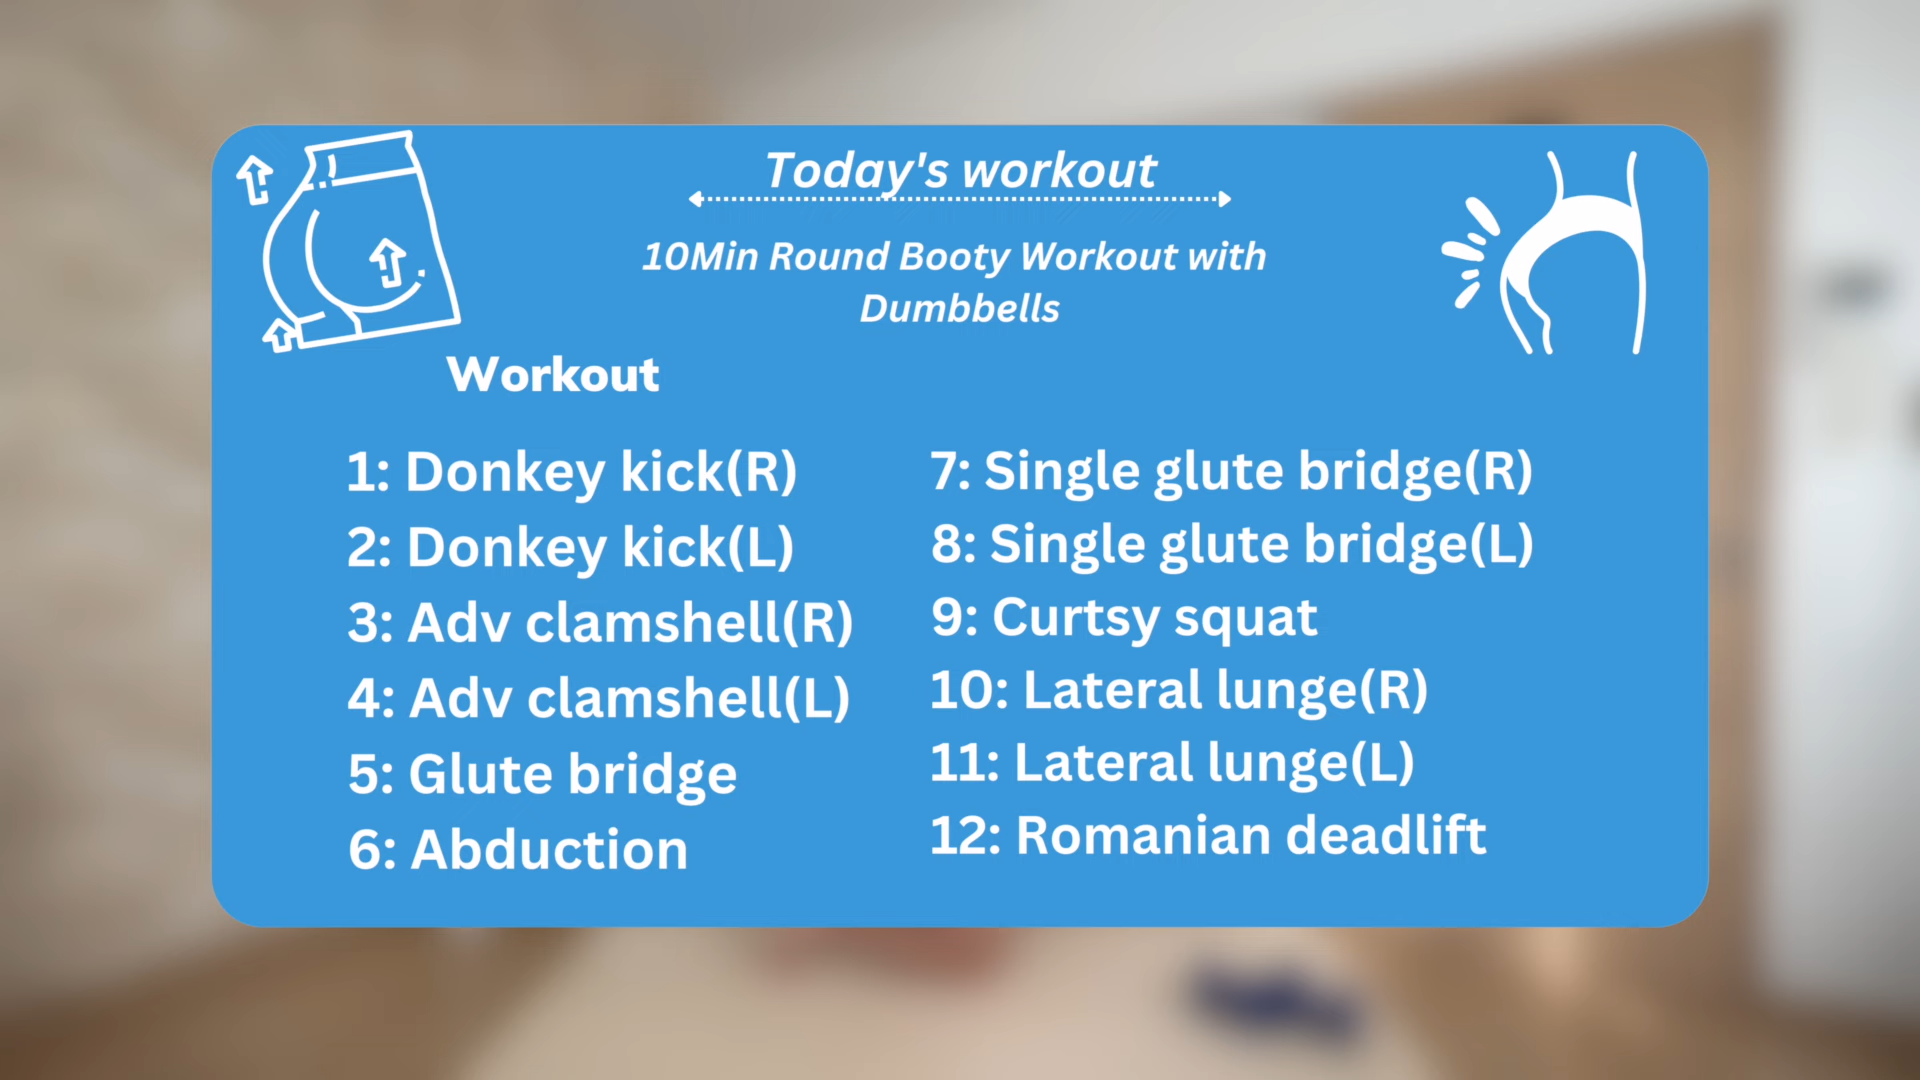 Today's workout
10Min Round Booty Workout with
Dumbbells
Workout
1: Donkey kick(R)
2: Donkey kick(L)
3: Adv clamshell(R)
4: Adv clamshell(L)
5: Glute bridge
6: Abduction
7: Single glute bridge(R)
8: Single glute bridge(L)
9: Curtsy squat
10: Lateral lunge(R)
11: Lateral lunge(L)
12: Romanian deadlift